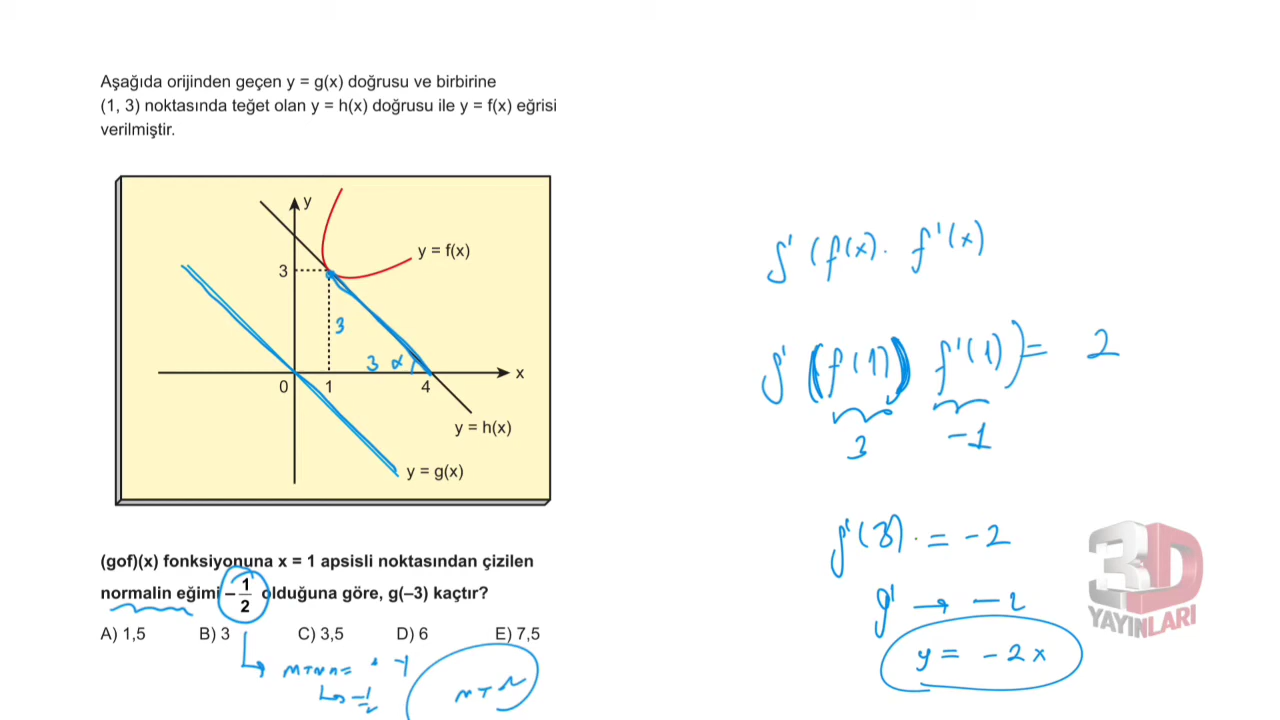 Aşağıda orijinden geçen y = g(x) doğrusu ve birbirine
(1, 3) noktasında teğet olan y = h(x) doğrusu ile y = f(x) eğrisi
verilmiştir.
y
y = f(x)
3
3
3 α
x
0
1
4
y = h(x)
y = g(x)
(gof)(x) fonksiyonuna x = 1 apsisli noktasından çizilen
normalin eğimi –1/2 olduğuna göre, g(–3) kaçtır?
A) 1,5 B) 3 C) 3,5 D) 6 E) 7,5
g'(f(x). f'(x)
g'(f(1) f'(1)) = 2
3 -1
g'(3) . = -2
g' → -2
y = -2x
3D
YAYINLARI